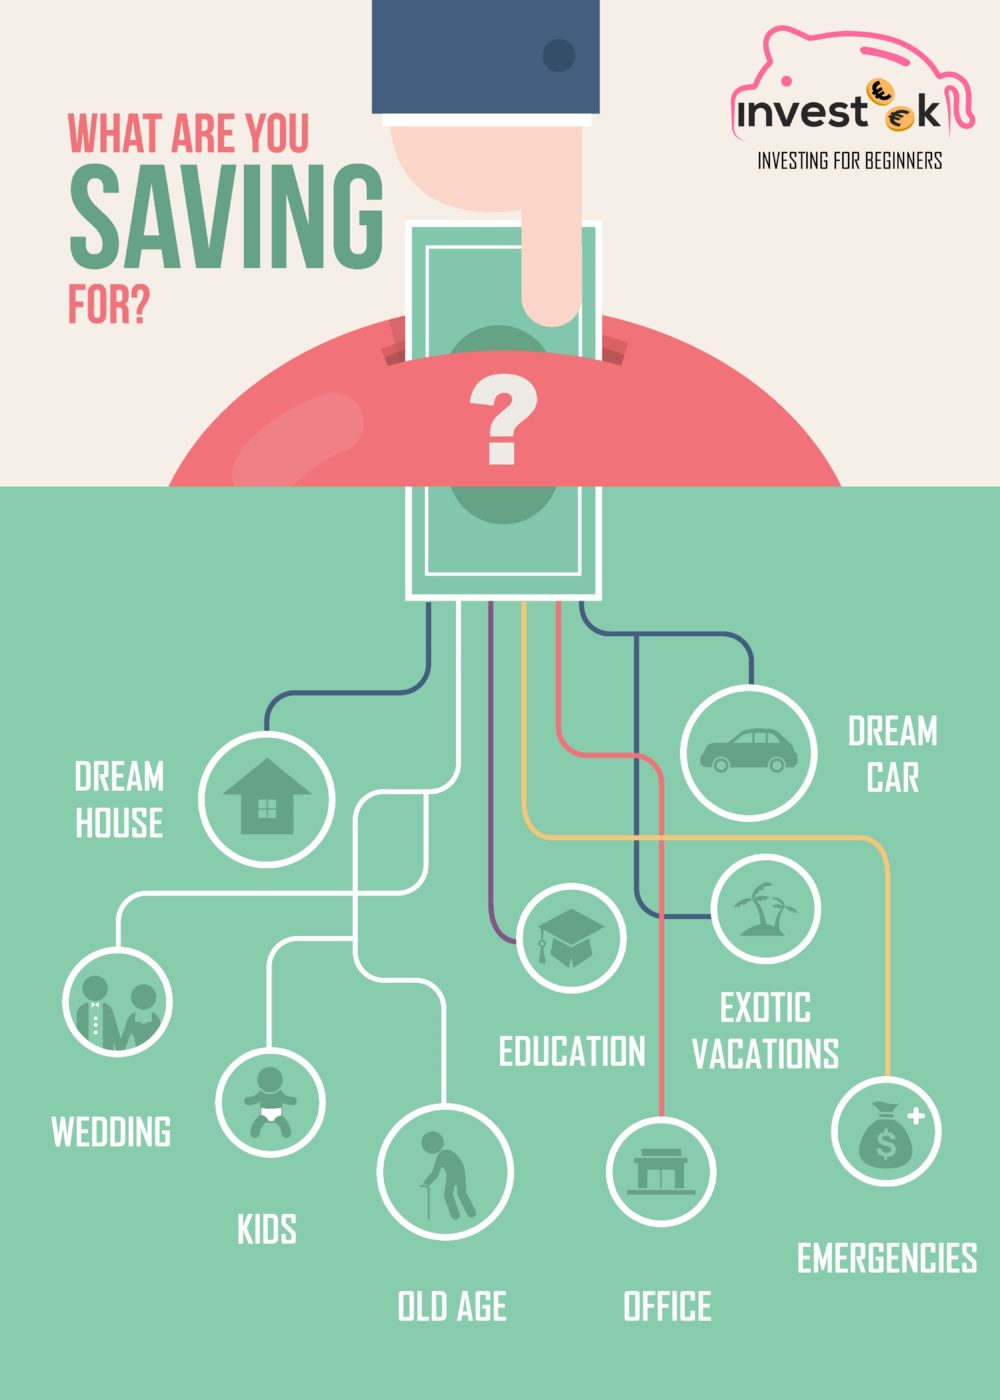 WHAT ARE YOU
SAVING
FOR?
invest€€k
INVESTING FOR BEGINNERS
?
DREAM
HOUSE
DREAM
CAR
EDUCATION
EXOTIC
VACATIONS
WEDDING
$
KIDS
EMERGENCIES
OLD AGE
OFFICE